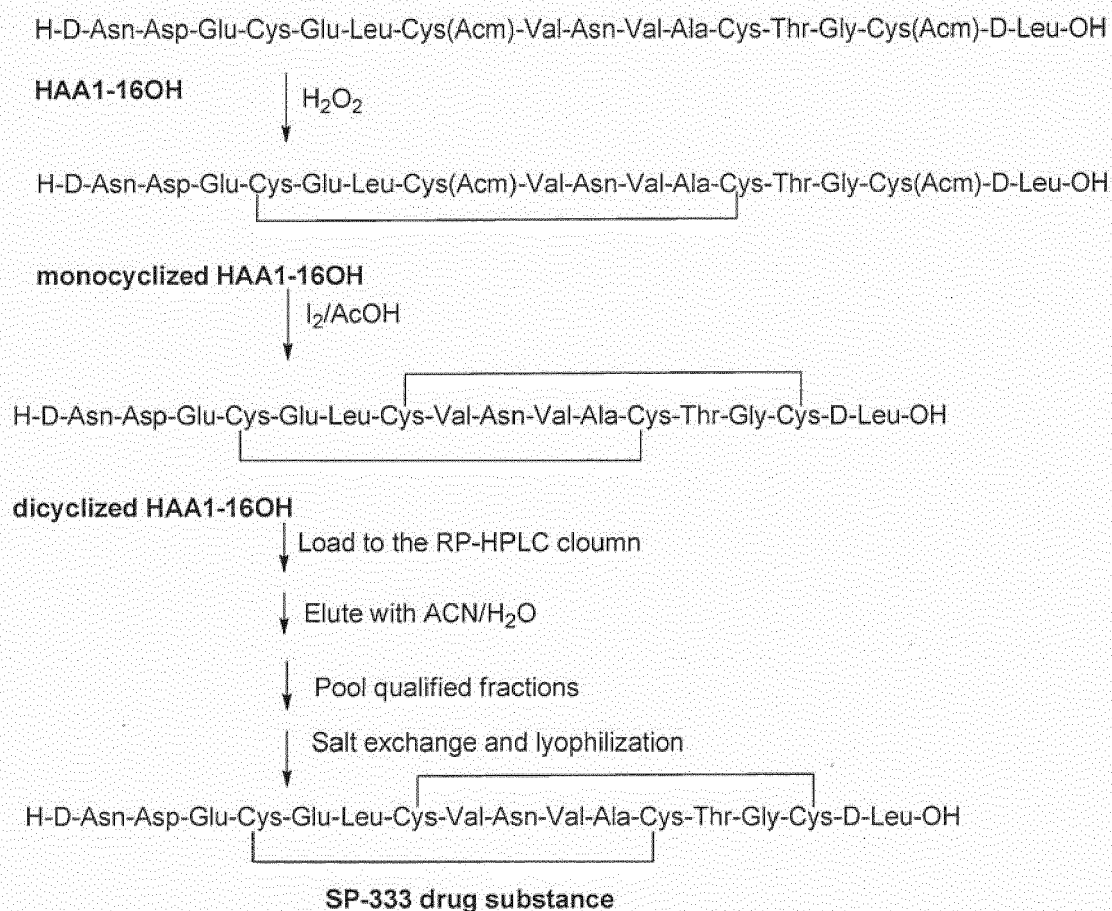 H-D-Asn-Asp-Glu-Cys-Glu-Leu-Cys(Acm)-Val-Asn-Val-Ala-Cys-Thr-Gly-Cys(Acm)-D-Leu-OH
HAA1-16OH
H₂O₂
H-D-Asn-Asp-Glu-Cys-Glu-Leu-Cys(Acm)-Val-Asn-Val-Ala-Cys-Thr-Gly-Cys(Acm)-D-Leu-OH
monocyclized HAA1-16OH
I₂/AcOH
H-D-Asn-Asp-Glu-Cys-Glu-Leu-Cys-Val-Asn-Val-Ala-Cys-Thr-Gly-Cys-D-Leu-OH
dicyclized HAA1-16OH
Load to the RP-HPLC cloumn
Elute with ACN/H₂O
Pool qualified fractions
Salt exchange and lyophilization
H-D-Asn-Asp-Glu-Cys-Glu-Leu-Cys-Val-Asn-Val-Ala-Cys-Thr-Gly-Cys-D-Leu-OH
SP-333 drug substance